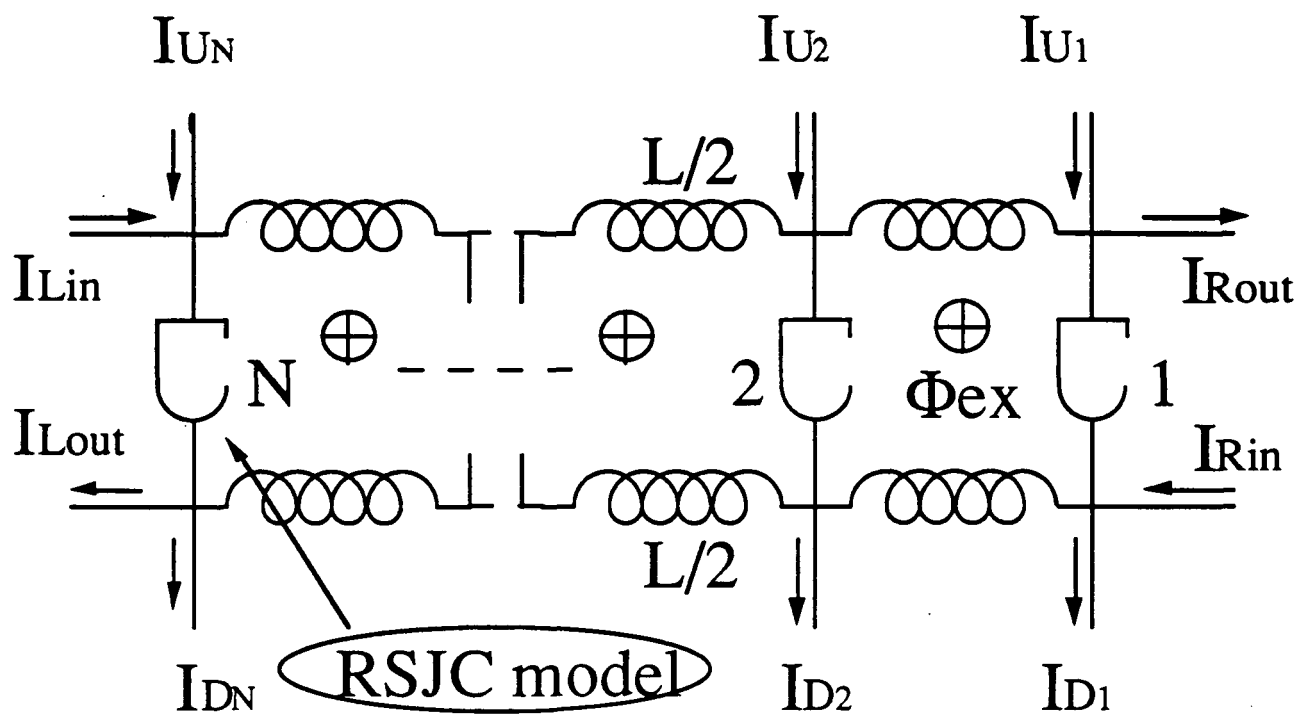 IUN IU2 IU1
L/2
ILin IRout
N 2 Φex 1
ILout IRin
L/2
RSJC model
IDN ID2 ID1